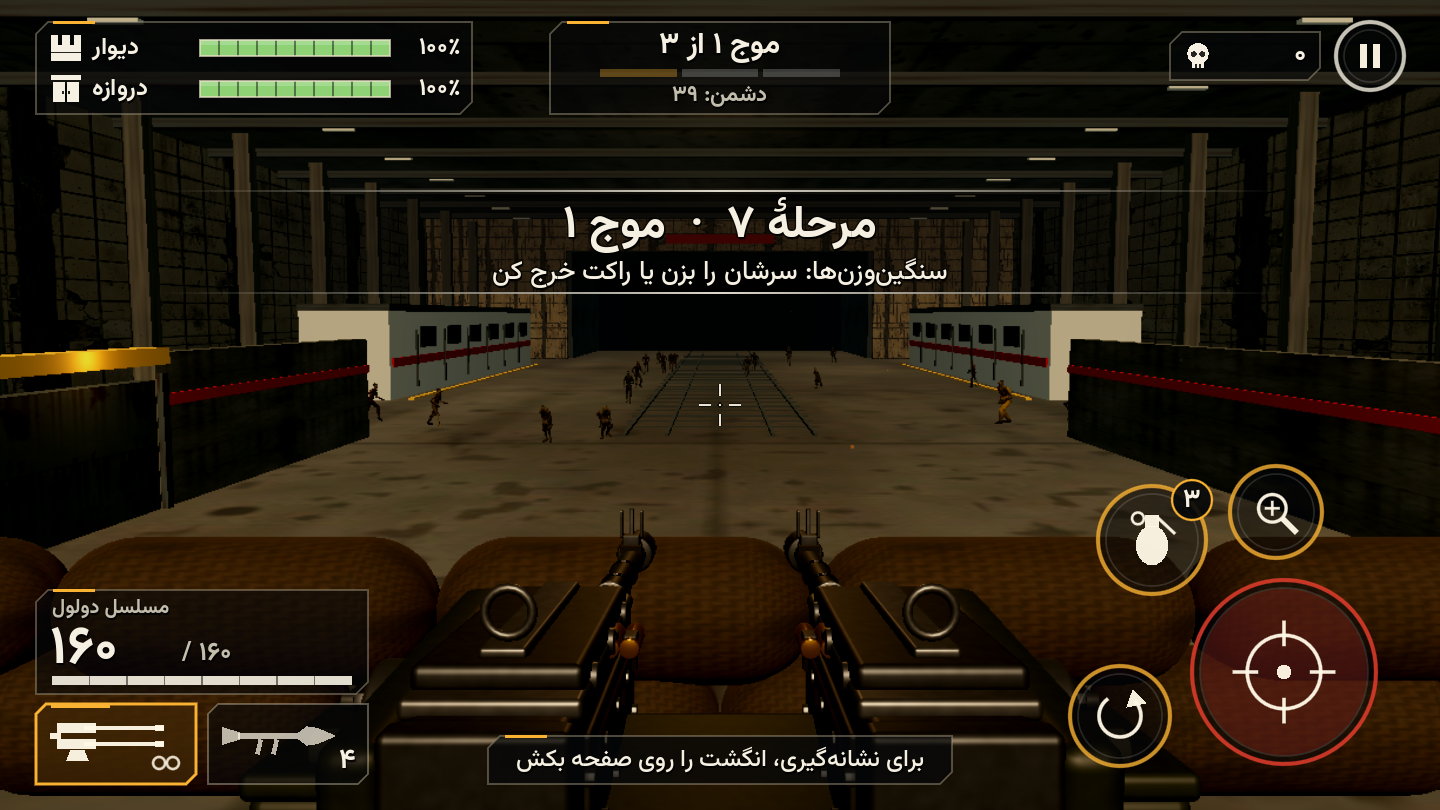 دیوار ۱۰۰٪
دروازه ۱۰۰٪
موج ۱ از ۳
دشمن: ۳۹
۰
مرحلهٔ ۷ · موج ۱
سنگین‌وزن‌ها: سرشان را بزن یا راکت خرج کن
۳
مسلسل دولول
۱۶۰ / ۱۶۰
∞
۴
برای نشانه‌گیری، انگشت را روی صفحه بکش